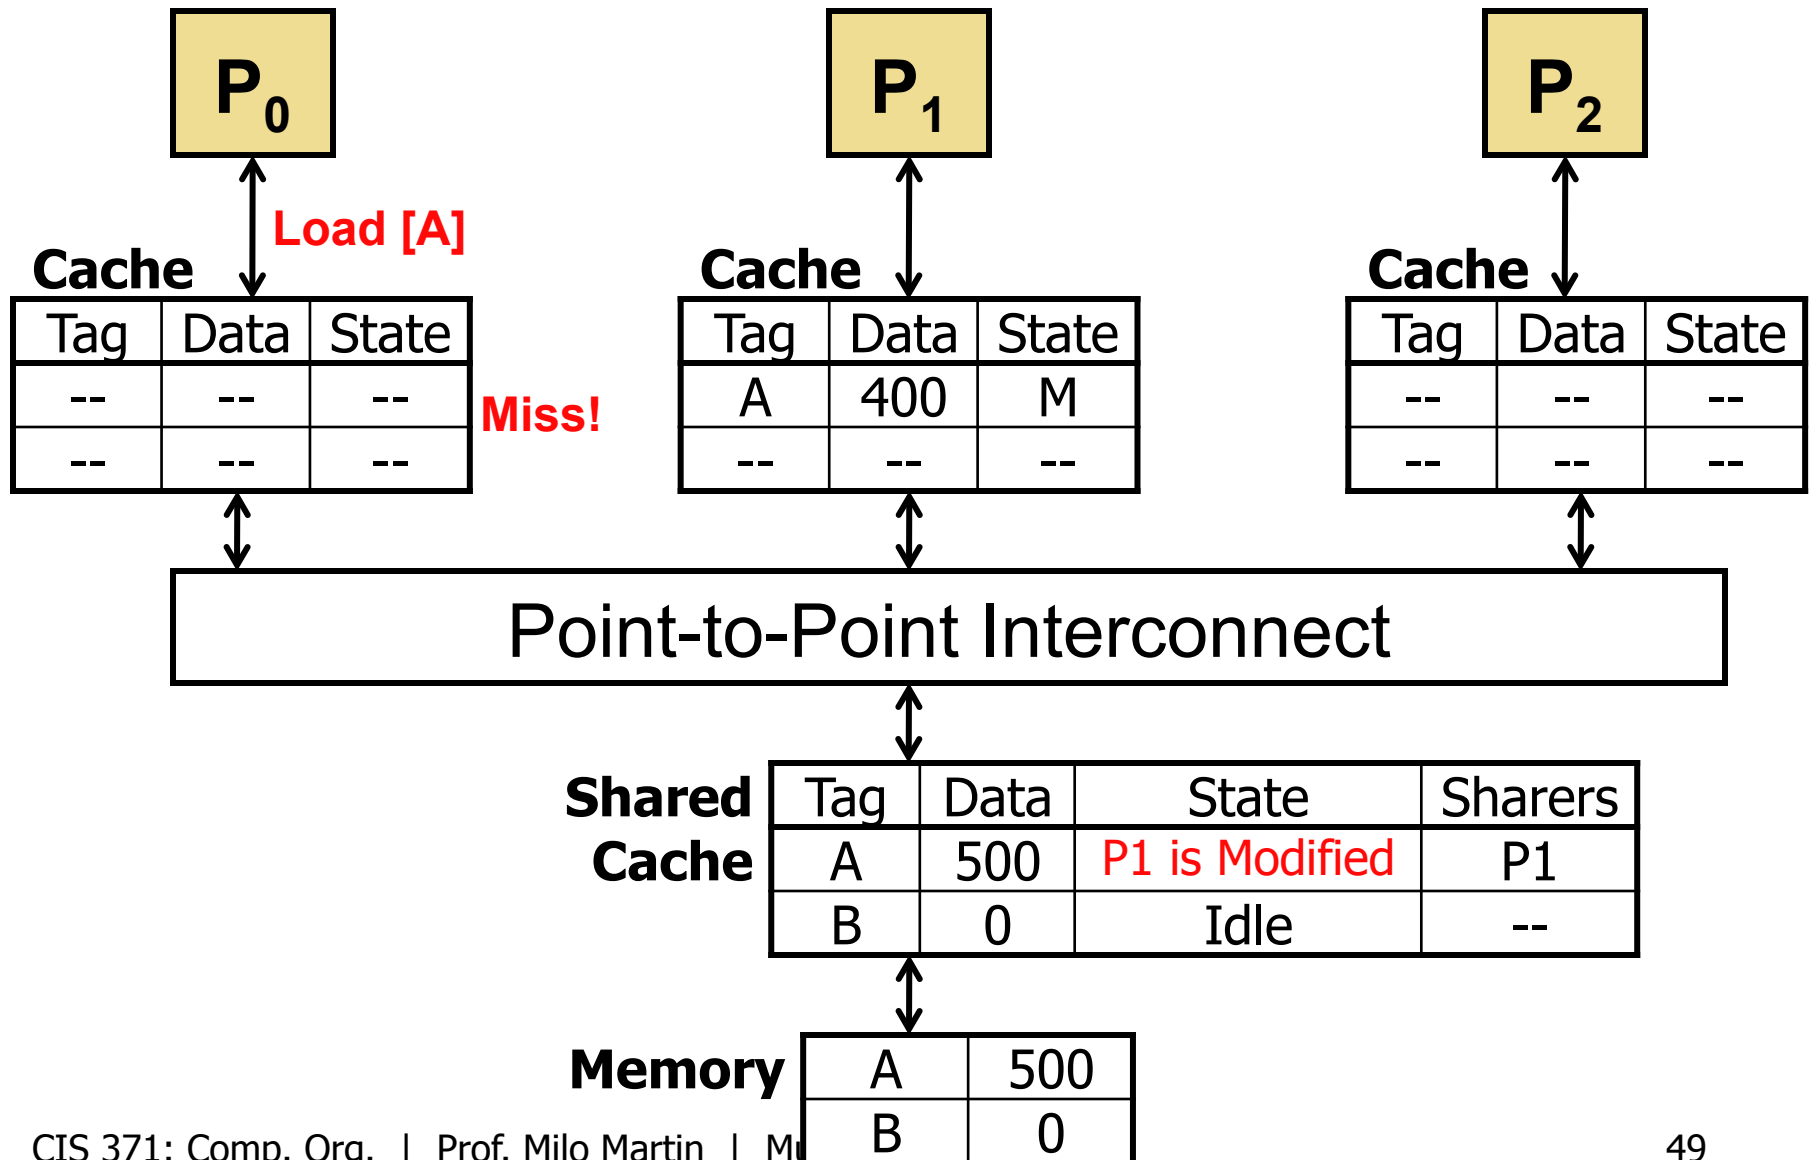 P0 P1 P2
Load [A]
Cache Cache Cache
Tag Data State Tag Data State Tag Data State
-- -- -- Miss! A 400 M -- -- --
-- -- -- -- -- -- -- -- --
Point-to-Point Interconnect
Shared Tag Data State Sharers
Cache A 500 P1 is Modified P1
B 0 Idle --
Memory A 500
B 0
CIS 371: Comp. Org. | Prof. Milo Martin | 49